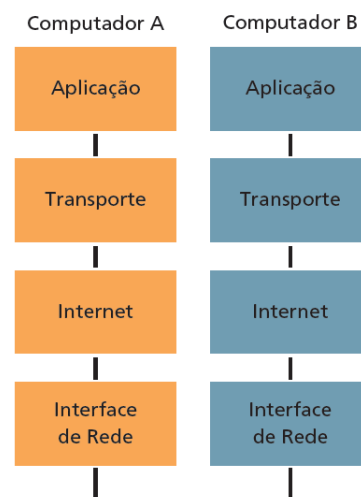 Computador A
Computador B
Aplicação
Aplicação
Transporte
Transporte
Internet
Internet
Interface
de Rede
Interface
de Rede